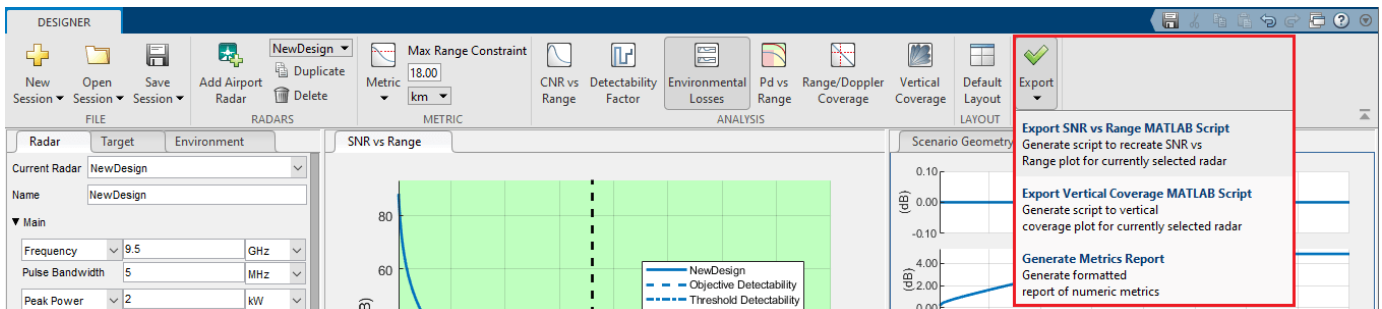 DESIGNER
New
Session
Open
Session
Save
Session
FILE
Add Airport
Radar
NewDesign
Duplicate
Delete
RADARS
Metric
Max Range Constraint
18.00
km
METRIC
CNR vs
Range
Detectability
Factor
Environmental
Losses
Pd vs
Range
Range/Doppler
Coverage
Vertical
Coverage
ANALYSIS
Default
Layout
LAYOUT
Export
Export SNR vs Range MATLAB Script
Generate script to recreate SNR vs
Range plot for currently selected radar
Export Vertical Coverage MATLAB Script
Generate script to vertical
coverage plot for currently selected radar
Generate Metrics Report
Generate formatted
report of numeric metrics
Radar Target Environment
Current Radar NewDesign
Name NewDesign
Main
Frequency 9.5 GHz
Pulse Bandwidth 5 MHz
Peak Power 2 kW
SNR vs Range
80
60
NewDesign
Objective Detectability
Threshold Detectability
Scenario Geometry
0.10
0.00
-0.10
(dB)
4.00
2.00
0.00
(dB)